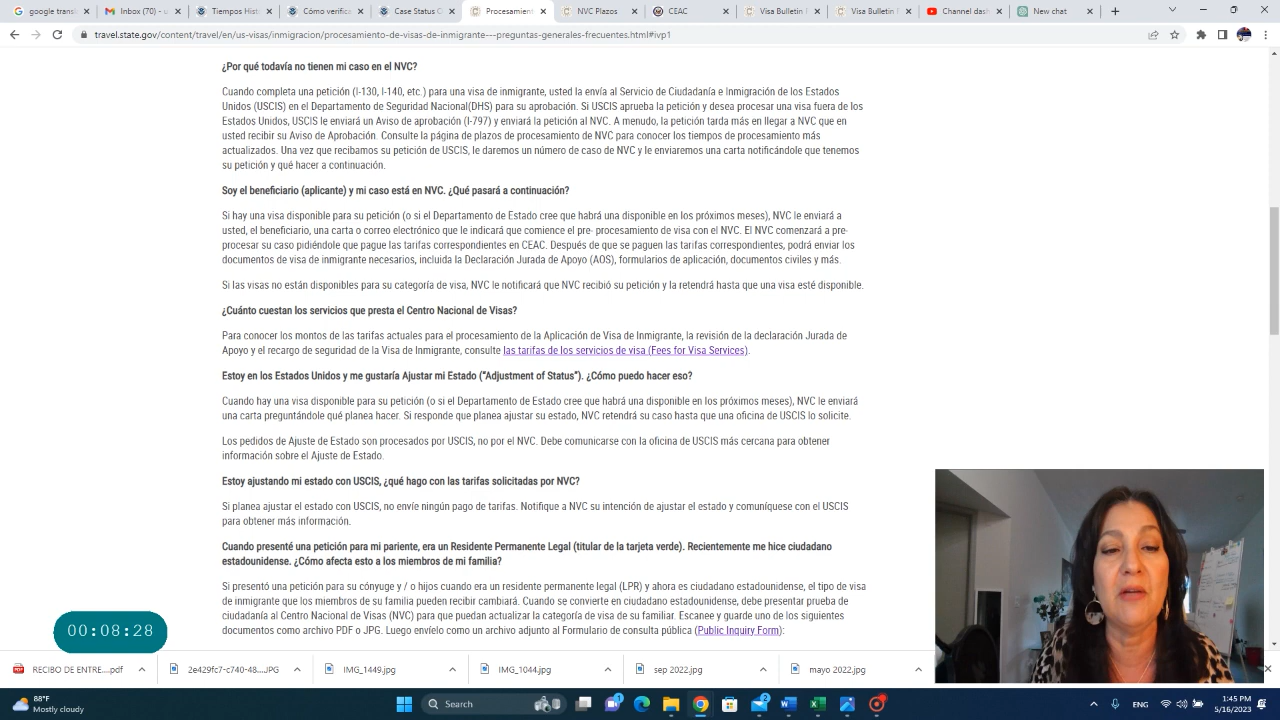 google trans
Inbox (70) - u
Tiempos Hist
Cómo verific
Case Status C
Procesamien
NVC Plazos
CEAC
Visa Bulletin
Visa Bulletin F
Channel dash
New chat
travel.state.gov/content/travel/en/us-visas/inmigracion/procesamiento-de-visas-de-inmigrante---preguntas-generales-frecuentes.html#ivp1
¿Por qué todavía no tienen mi caso en el NVC?
Cuando completa una petición (I-130, I-140, etc.) para una visa de inmigrante, usted la envía al Servicio de Ciudadanía e Inmigración de los Estados
Unidos (USCIS) en el Departamento de Seguridad Nacional(DHS) para su aprobación. Si USCIS aprueba la petición y desea procesar una visa fuera de los
Estados Unidos, USCIS le enviará un Aviso de aprobación (I-797) y enviará la petición al NVC. A menudo, la petición tarda más en llegar a NVC que en
usted recibir su Aviso de Aprobación. Consulte la página de plazos de procesamiento de NVC para conocer los tiempos de procesamiento más
actualizados. Una vez que recibamos su petición de USCIS, le daremos un número de caso de NVC y le enviaremos una carta notificándole que tenemos
su petición y qué hacer a continuación.
Soy el beneficiario (aplicante) y mi caso está en NVC. ¿Qué pasará a continuación?
Si hay una visa disponible para su petición (o si el Departamento de Estado cree que habrá una disponible en los próximos meses), NVC le enviará a
usted, el beneficiario, una carta o correo electrónico que le indicará que comience el pre- procesamiento de visa con el NVC. El NVC comenzará a pre-
procesar su caso pidiéndole que pague las tarifas correspondientes en CEAC. Después de que se paguen las tarifas correspondientes, podrá enviar los
documentos de visa de inmigrante necesarios, incluida la Declaración Jurada de Apoyo (AOS), formularios de aplicación, documentos civiles y más.
Si las visas no están disponibles para su categoría de visa, NVC le notificará que NVC recibió su petición y la retendrá hasta que una visa esté disponible.
¿Cuánto cuestan los servicios que presta el Centro Nacional de Visas?
Para conocer los montos de las tarifas actuales para el procesamiento de la Aplicación de Visa de Inmigrante, la revisión de la declaración Jurada de
Apoyo y el recargo de seguridad de la Visa de Inmigrante, consulte las tarifas de los servicios de visa (Fees for Visa Services).
Estoy en los Estados Unidos y me gustaría Ajustar mi Estado (“Adjustment of Status”). ¿Cómo puedo hacer eso?
Cuando hay una visa disponible para su petición (o si el Departamento de Estado cree que habrá una disponible en los próximos meses), NVC le enviará
una carta preguntándole qué planea hacer. Si responde que planea ajustar su estado, NVC retendrá su caso hasta que una oficina de USCIS lo solicite.
Los pedidos de Ajuste de Estado son procesados por USCIS, no por el NVC. Debe comunicarse con la oficina de USCIS más cercana para obtener
información sobre el Ajuste de Estado.
Estoy ajustando mi estado con USCIS, ¿qué hago con las tarifas solicitadas por NVC?
Si planea ajustar el estado con USCIS, no envíe ningún pago de tarifas. Notifique a NVC su intención de ajustar el estado y comuníquese con el USCIS
para obtener más información.
Cuando presenté una petición para mi pariente, era un Residente Permanente Legal (titular de la tarjeta verde). Recientemente me hice ciudadano
estadounidense. ¿Cómo afecta esto a los miembros de mi familia?
Si presentó una petición para su cónyuge y / o hijos cuando era un residente permanente legal (LPR) y ahora es ciudadano estadounidense, el tipo de visa
de inmigrante que los miembros de su familia pueden recibir cambiará. Cuando se convierte en ciudadano estadounidense, debe presentar prueba de
ciudadanía al Centro Nacional de Visas (NVC) para que puedan actualizar la categoría de visa de su familiar. Escanee y guarde uno de los siguientes
documentos como archivo PDF o JPG. Luego envíelo como un archivo adjunto al Formulario de consulta pública (Public Inquiry Form):
00:08:28
RECIBO DE ENTRE....pdf
2e429fc7-c740-48....JPG
IMG_1449.jpg
IMG_1044.jpg
sep 2022.jpg
mayo 2022.jpg
88°F
Mostly cloudy
Search
ENG
1:45 PM
5/16/2023